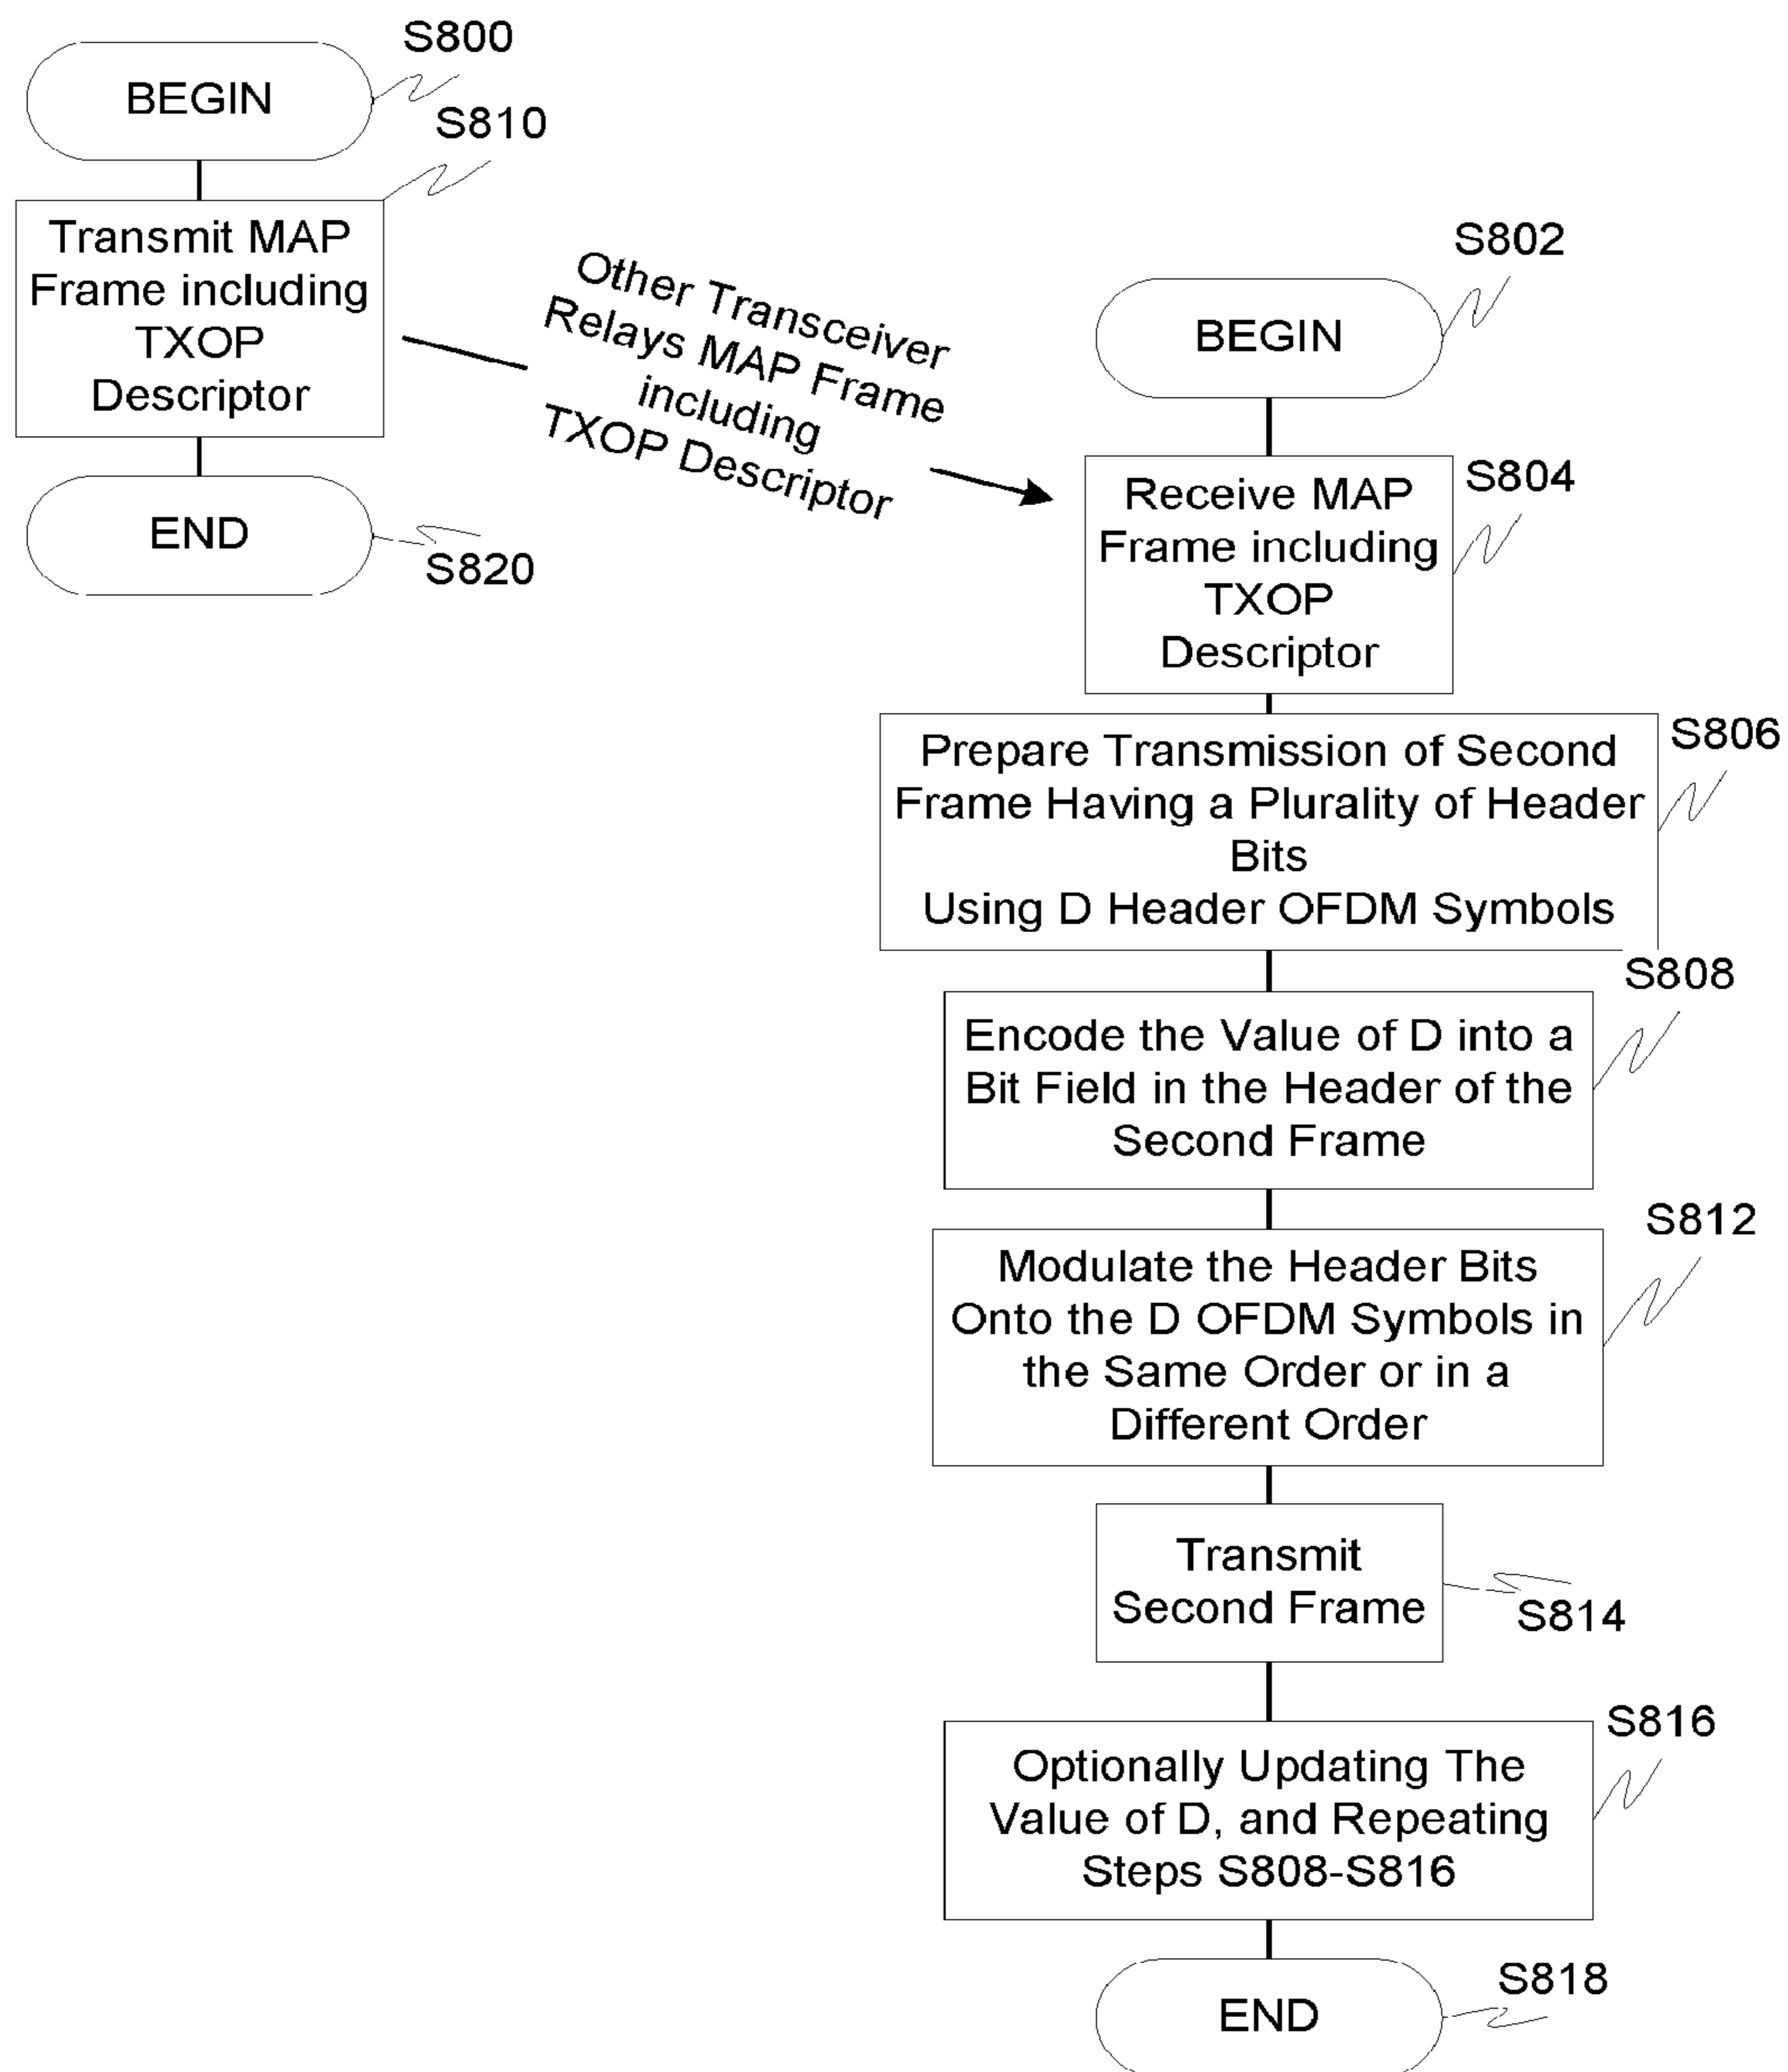 S800
BEGIN
S810
Transmit MAP
Frame including
TXOP
Descriptor
END
S820
Other Transceiver
Relays MAP Frame
including
TXOP Descriptor
S802
BEGIN
S804
Receive MAP
Frame including
TXOP
Descriptor
S806
Prepare Transmission of Second
Frame Having a Plurality of Header
Bits
Using D Header OFDM Symbols
S808
Encode the Value of D into a
Bit Field in the Header of the
Second Frame
S812
Modulate the Header Bits
Onto the D OFDM Symbols in
the Same Order or in a
Different Order
Transmit
Second Frame
S814
S816
Optionally Updating The
Value of D, and Repeating
Steps S808-S816
S818
END